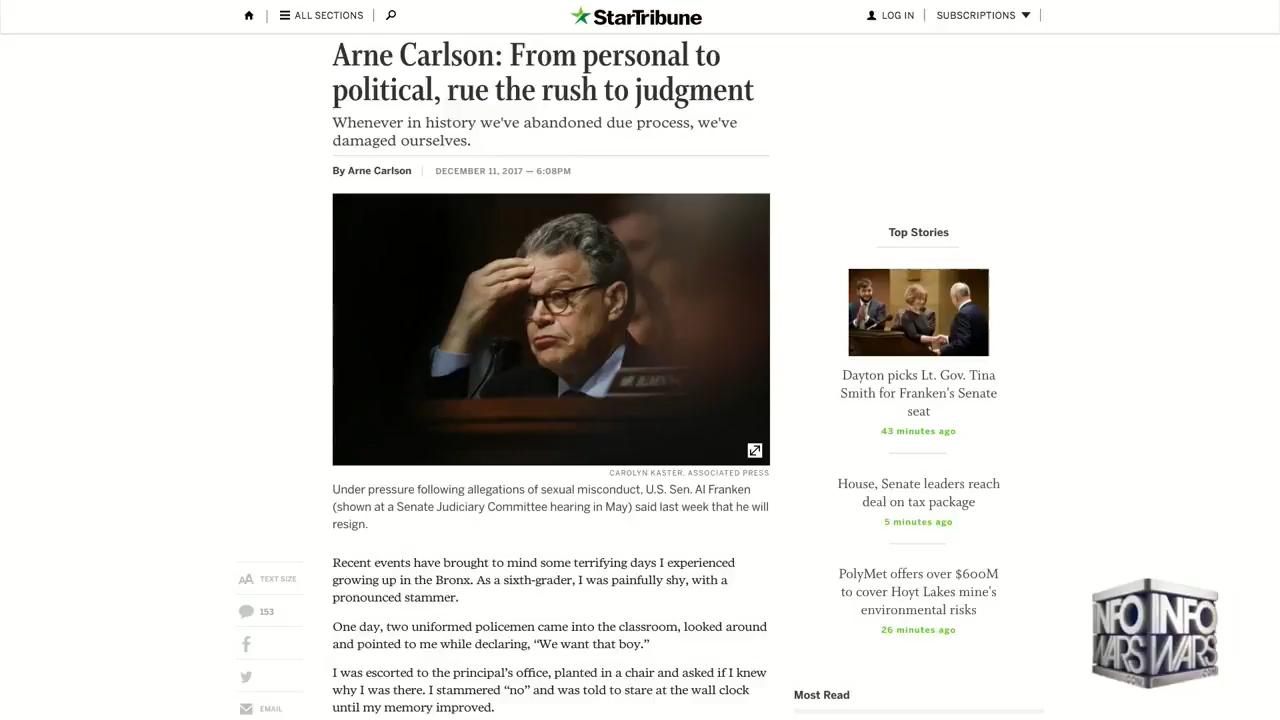 ALL SECTIONS
StarTribune
LOG IN
SUBSCRIPTIONS
Arne Carlson: From personal to
political, rue the rush to judgment
Whenever in history we've abandoned due process, we've
damaged ourselves.
By Arne Carlson
DECEMBER 11, 2017 — 6:08PM
CAROLYN KASTER, ASSOCIATED PRESS
Under pressure following allegations of sexual misconduct, U.S. Sen. Al Franken
(shown at a Senate Judiciary Committee hearing in May) said last week that he will
resign.
TEXT SIZE
153
EMAIL
Recent events have brought to mind some terrifying days I experienced
growing up in the Bronx. As a sixth-grader, I was painfully shy, with a
pronounced stammer.
One day, two uniformed policemen came into the classroom, looked around
and pointed to me while declaring, “We want that boy.”
I was escorted to the principal’s office, planted in a chair and asked if I knew
why I was there. I stammered “no” and was told to stare at the wall clock
until my memory improved.
Top Stories
Dayton picks Lt. Gov. Tina
Smith for Franken's Senate
seat
43 minutes ago
House, Senate leaders reach
deal on tax package
5 minutes ago
PolyMet offers over $600M
to cover Hoyt Lakes mine's
environmental risks
26 minutes ago
Most Read
INFO INFO
WARS WARS
.COM
.COM